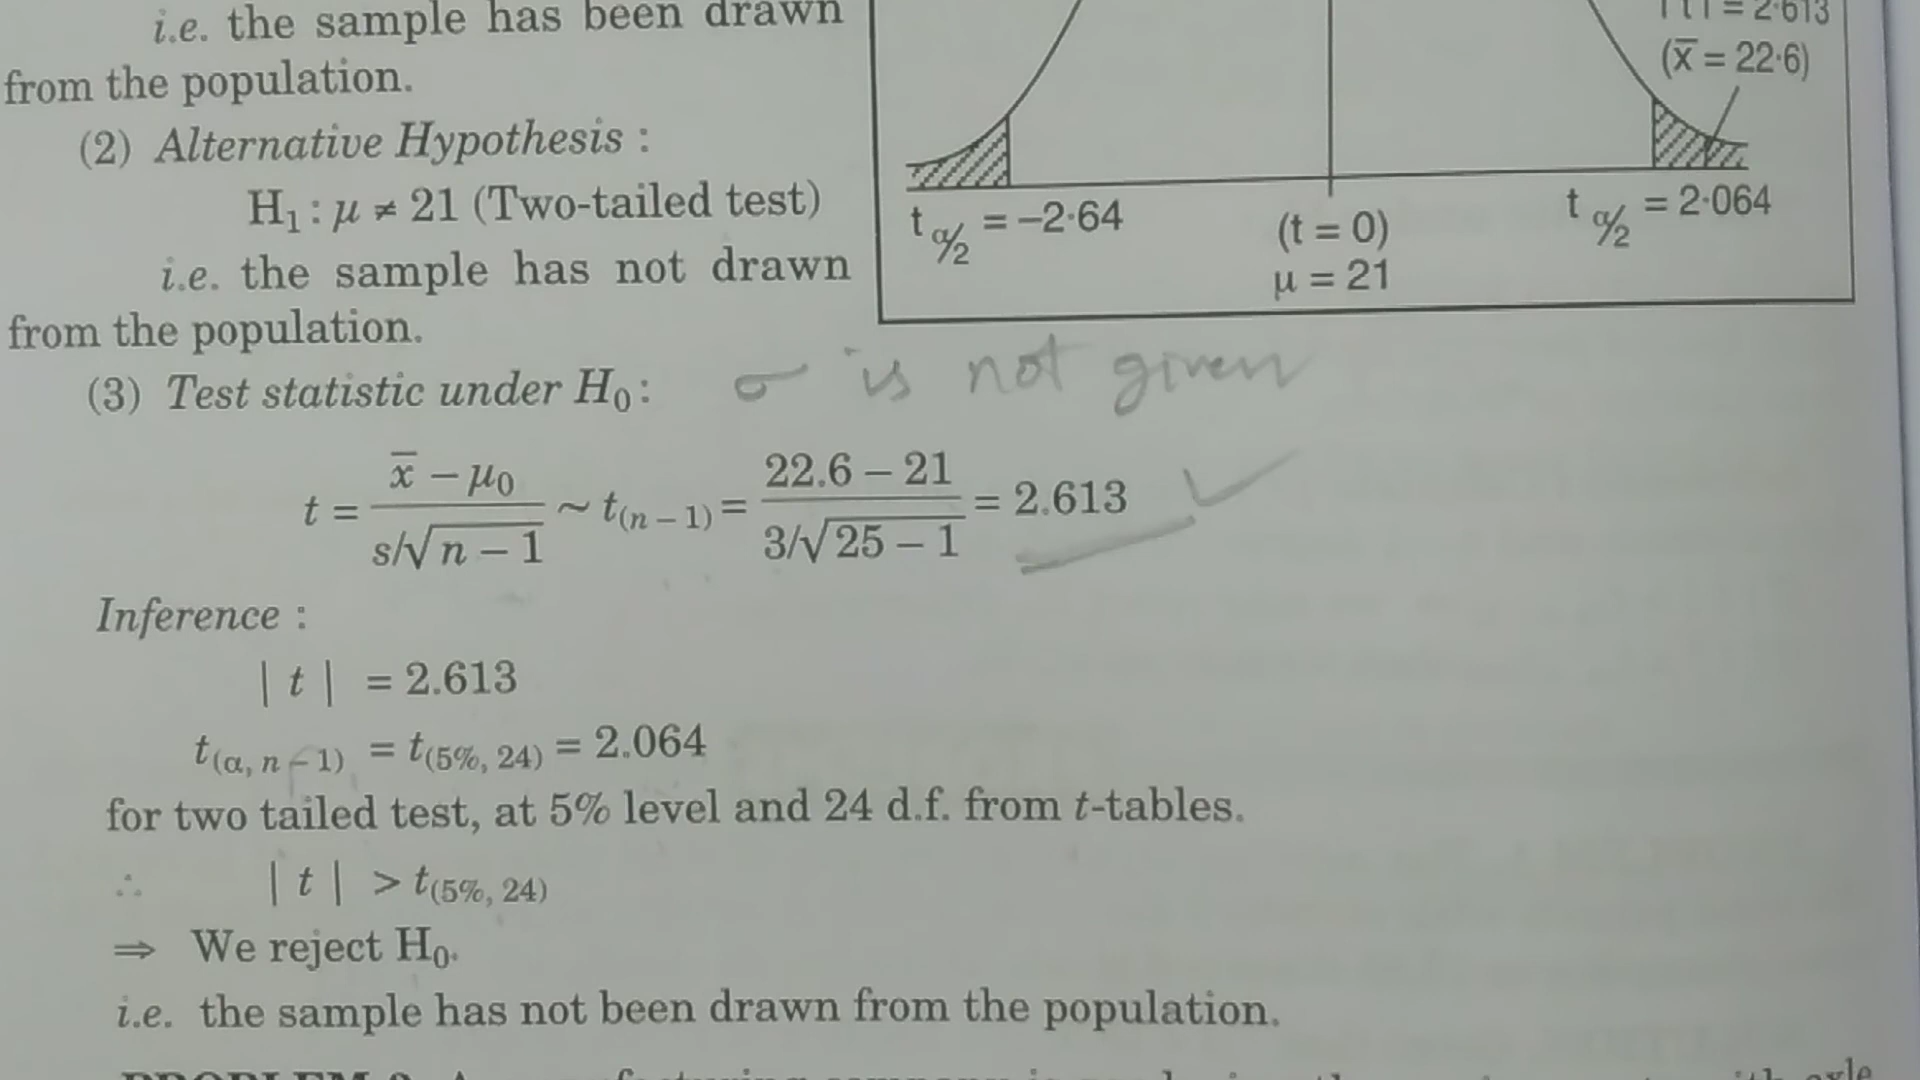 i.e. the sample has been drawn
from the population.
(2) Alternative Hypothesis :
H₁ : μ ≠ 21 (Two-tailed test)
i.e. the sample has not drawn
from the population.
| t | = 2·613
(x̅ = 22·6)
t α/2 = –2·64
(t = 0)
μ = 21
t α/2 = 2·064
(3) Test statistic under H₀ :
σ is not given
t = (x̅ – μ₀)/(s/√(n – 1)) ~ t(n – 1) = (22.6 – 21)/(3/√(25 – 1)) = 2.613
Inference :
| t | = 2.613
t(α, n – 1) = t(5%, 24) = 2.064
for two tailed test, at 5% level and 24 d.f. from t-tables.
∴ | t | > t(5%, 24)
⇒ We reject H₀.
i.e. the sample has not been drawn from the population.